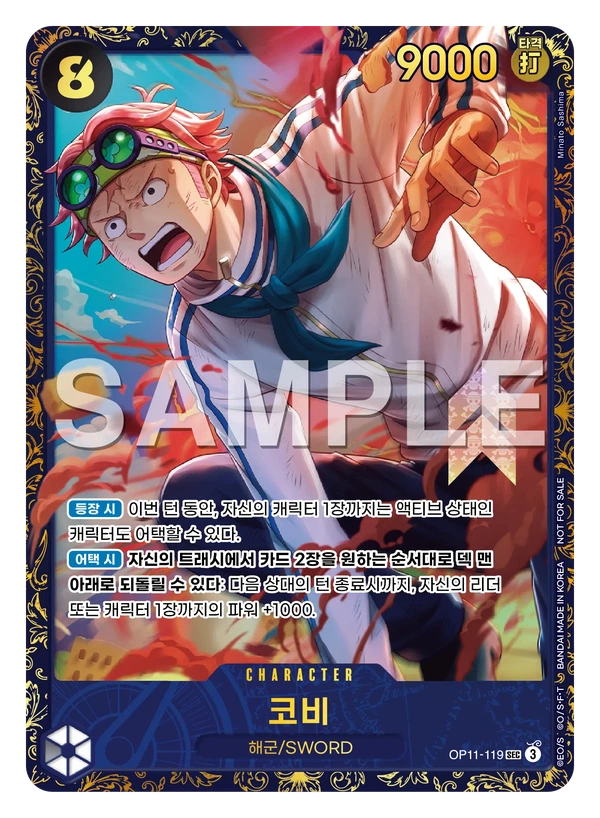 8
9000
타격
打
Minato Sashima
SAMPLE
등장 시 이번 턴 동안, 자신의 캐릭터 1장까지는 액티브 상태인
캐릭터도 어택할 수 있다.
어택 시 자신의 트래시에서 카드 2장을 원하는 순서대로 덱 맨
아래로 되돌릴 수 있다: 다음 상대의 턴 종료시까지, 자신의 리더
또는 캐릭터 1장까지의 파워 +1000.
CHARACTER
코비
해군/SWORD
OP11-119 SEC 3
©EO/S ©O/S·F·T BANDAI MADE IN KOREA NOT FOR SALE